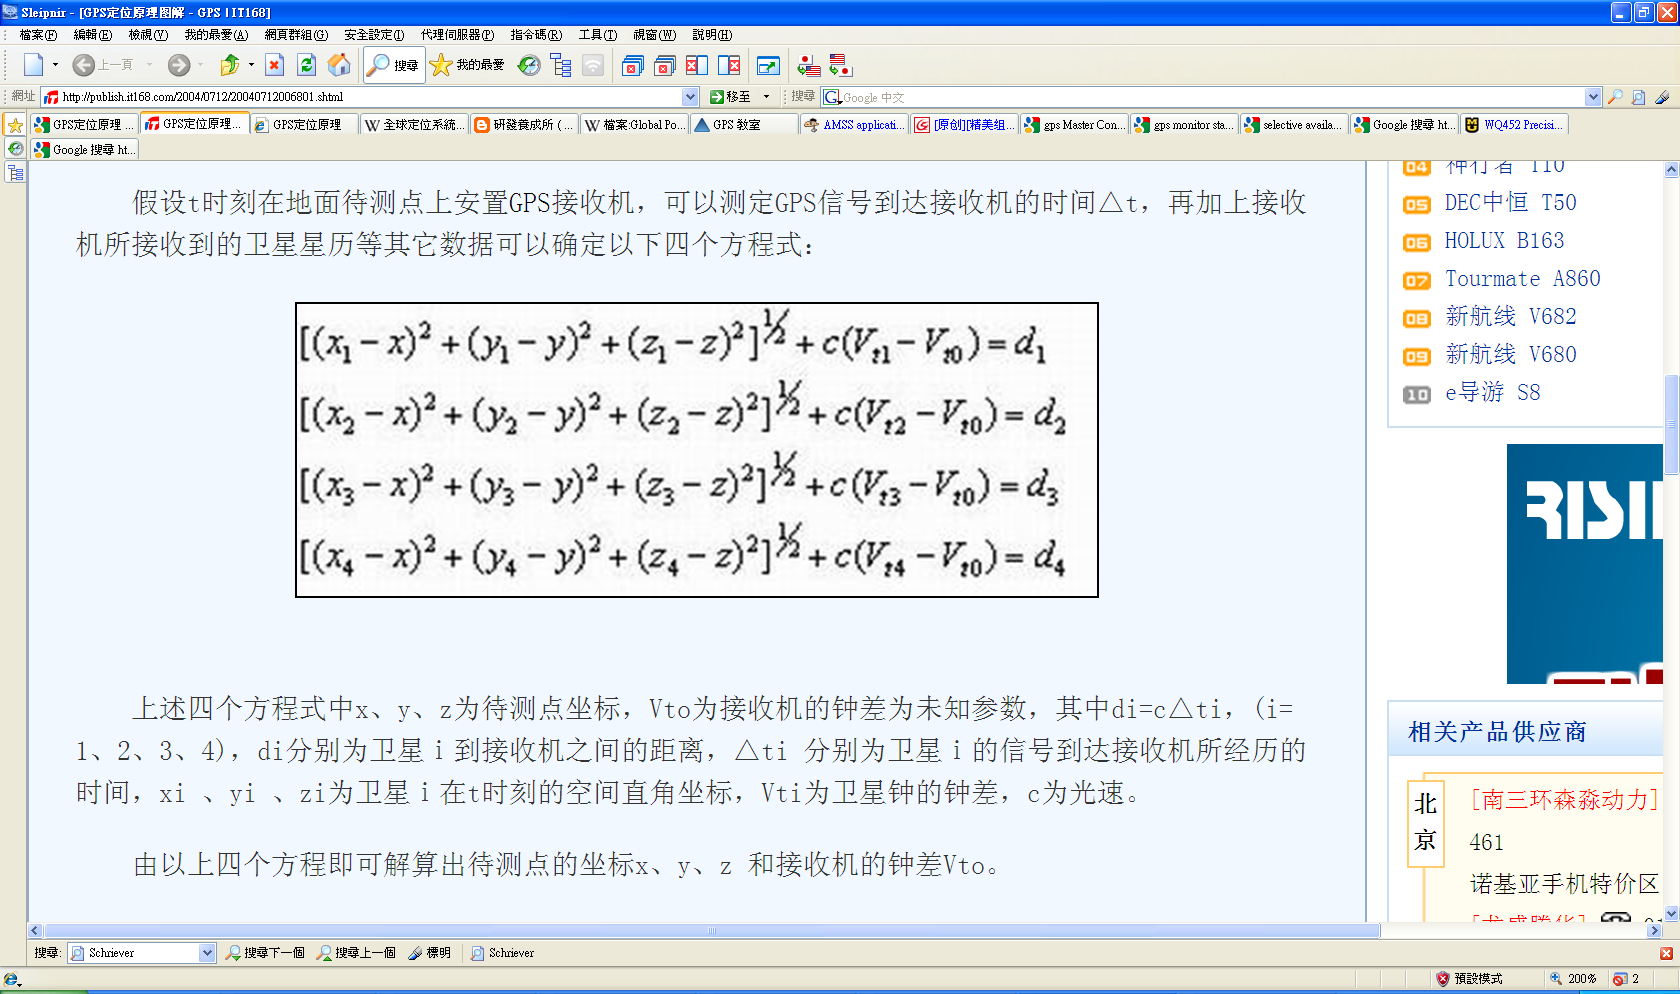 Sleipnir - [GPS定位原理图解 - GPS | IT168]
檔案(F) 編輯(E) 檢視(V) 我的最愛(A) 網頁群組(G) 安全設定(I) 代理伺服器(P) 指令碼(R) 工具(T) 視窗(W) 說明(H)
上一頁 搜尋 我的最愛
網址 http://publish.it168.com/2004/0712/20040712006801.shtml 移至 搜尋 Google 中文
GPS定位原理 ... GPS定位原理... GPS定位原理 全球定位系統... 研發養成所 (... 檔案:Global Po... GPS 教室 AMSS applicati... [原创][精美组... gps Master Con... gps monitor sta... selective availa... Google 搜尋 ht... WQ452 Precisi...
Google 搜尋 ht...
假设t时刻在地面待测点上安置GPS接收机，可以测定GPS信号到达接收机的时间△t，再加上接收
机所接收到的卫星星历等其它数据可以确定以下四个方程式：
[(x₁ − x)² + (y₁ − y)² + (z₁ − z)²]^½ + c(V_t1 − V_t0) = d₁
[(x₂ − x)² + (y₂ − y)² + (z₂ − z)²]^½ + c(V_t2 − V_t0) = d₂
[(x₃ − x)² + (y₃ − y)² + (z₃ − z)²]^½ + c(V_t3 − V_t0) = d₃
[(x₄ − x)² + (y₄ − y)² + (z₄ − z)²]^½ + c(V_t4 − V_t0) = d₄
上述四个方程式中x、y、z为待测点坐标，Vto为接收机的钟差为未知参数，其中di=c△ti，(i=
1、2、3、4)，di分别为卫星ｉ到接收机之间的距离，△ti 分别为卫星ｉ的信号到达接收机所经历的
时间，xi 、yi 、zi为卫星ｉ在t时刻的空间直角坐标，Vti为卫星钟的钟差，c为光速。
由以上四个方程即可解算出待测点的坐标x、y、z 和接收机的钟差Vto。
04 神行者 T10
05 DEC中恒 T50
06 HOLUX B163
07 Tourmate A860
08 新航线 V682
09 新航线 V680
10 e导游 S8
RISI
相关产品供应商
北京
[南三环森淼动力]
461
诺基亚手机特价区
搜尋: Schriever 搜尋下一個 搜尋上一個 標明 Schriever
預設模式 200% 2